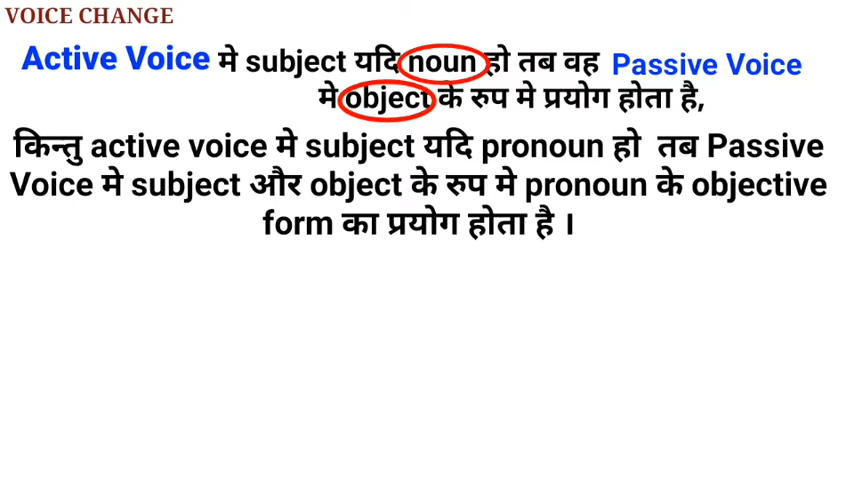 VOICE CHANGE
Active Voice मे subject यदि noun हो तब वह Passive Voice
मे object के रुप मे प्रयोग होता है,
किन्तु active voice मे subject यदि pronoun हो तब Passive
Voice मे subject और object के रुप मे pronoun के objective
form का प्रयोग होता है ।